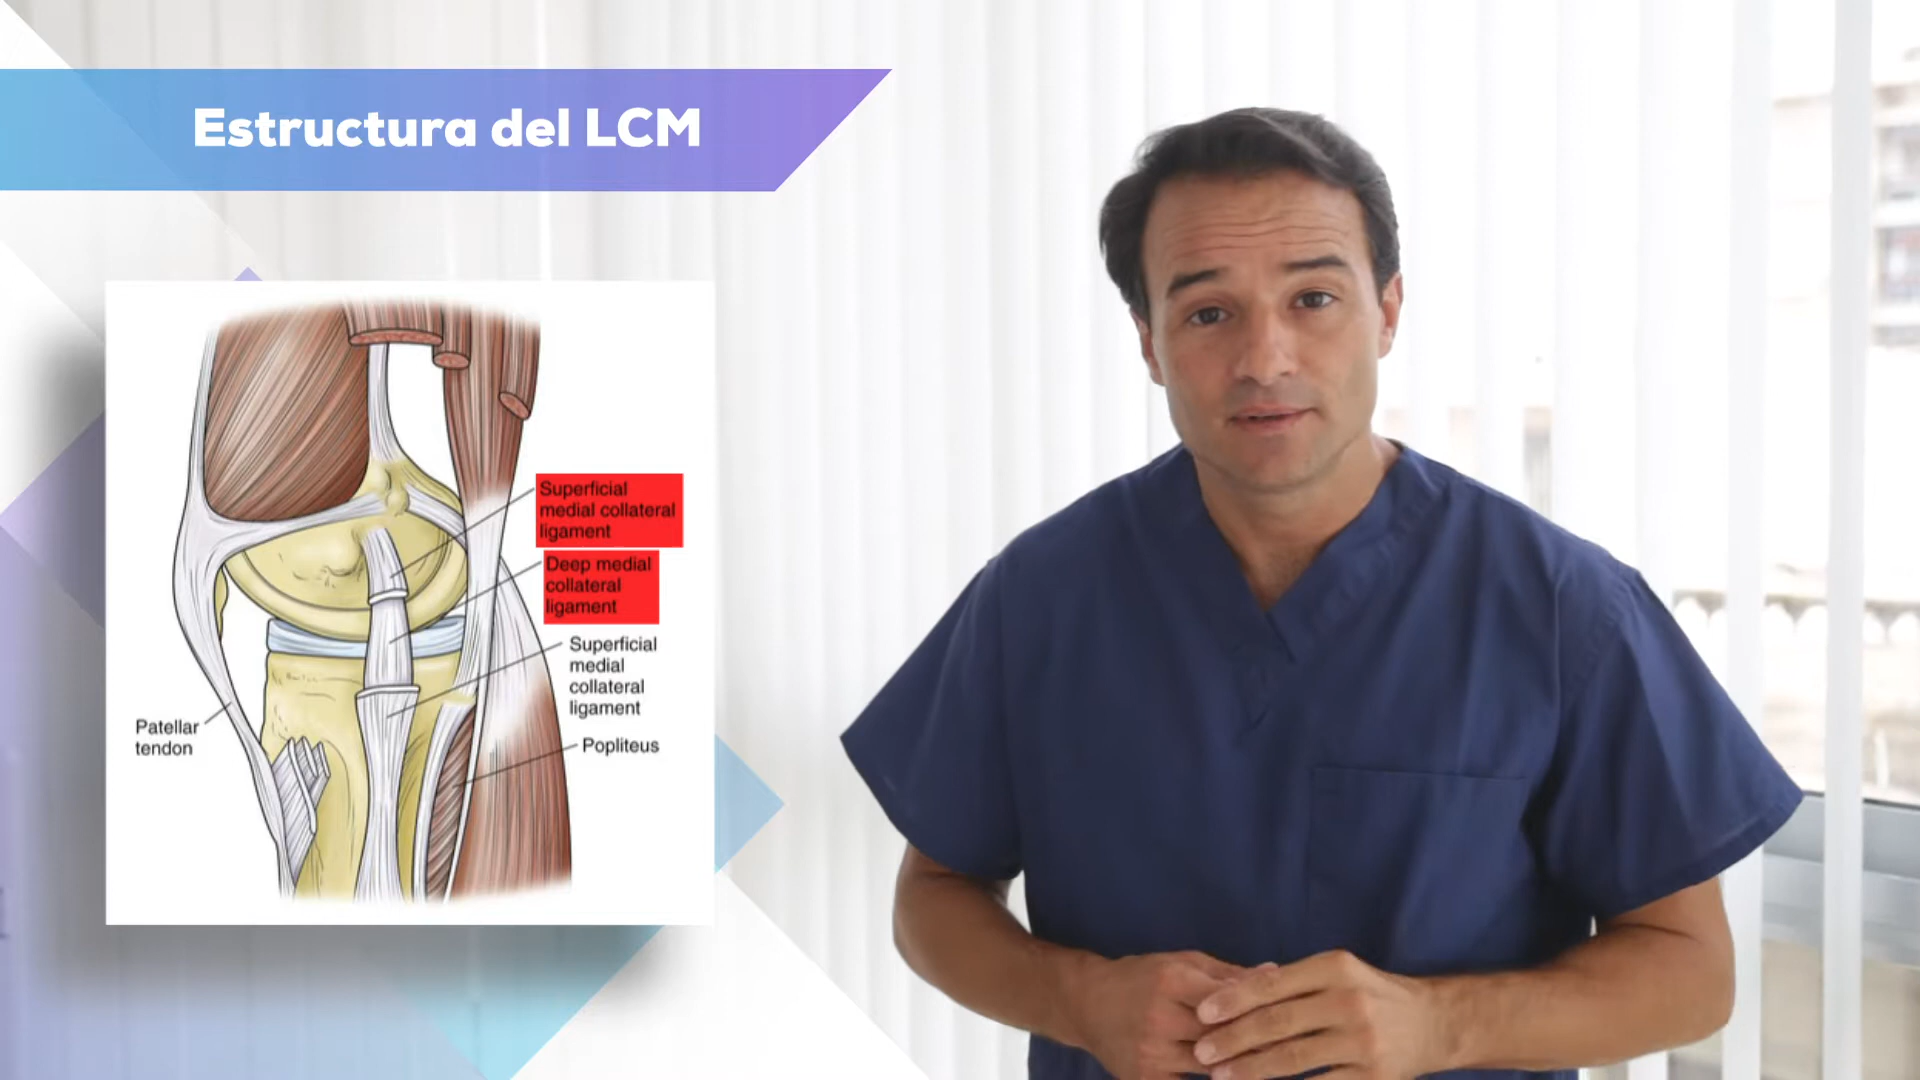 Estructura del LCM
Superficial
medial collateral
ligament
Deep medial
collateral
ligament
Superficial
medial
collateral
ligament
Patellar
tendon
Popliteus